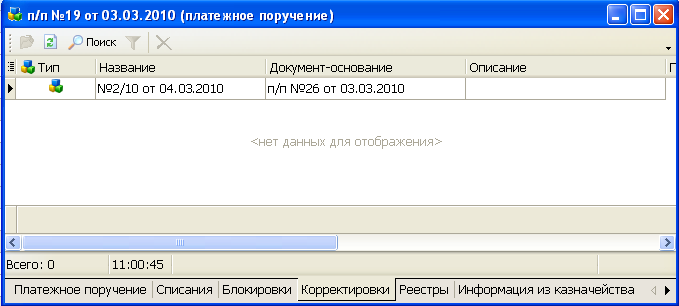 п/п №19 от 03.03.2010 (платежное поручение)
Поиск
Тип Название Документ-основание Описание П
№2/10 от 04.03.2010 п/п №26 от 03.03.2010
<нет данных для отображения>
Всего: 0 11:00:45
Платежное поручение Списания Блокировки Корректировки Реестры Информация из казначейства